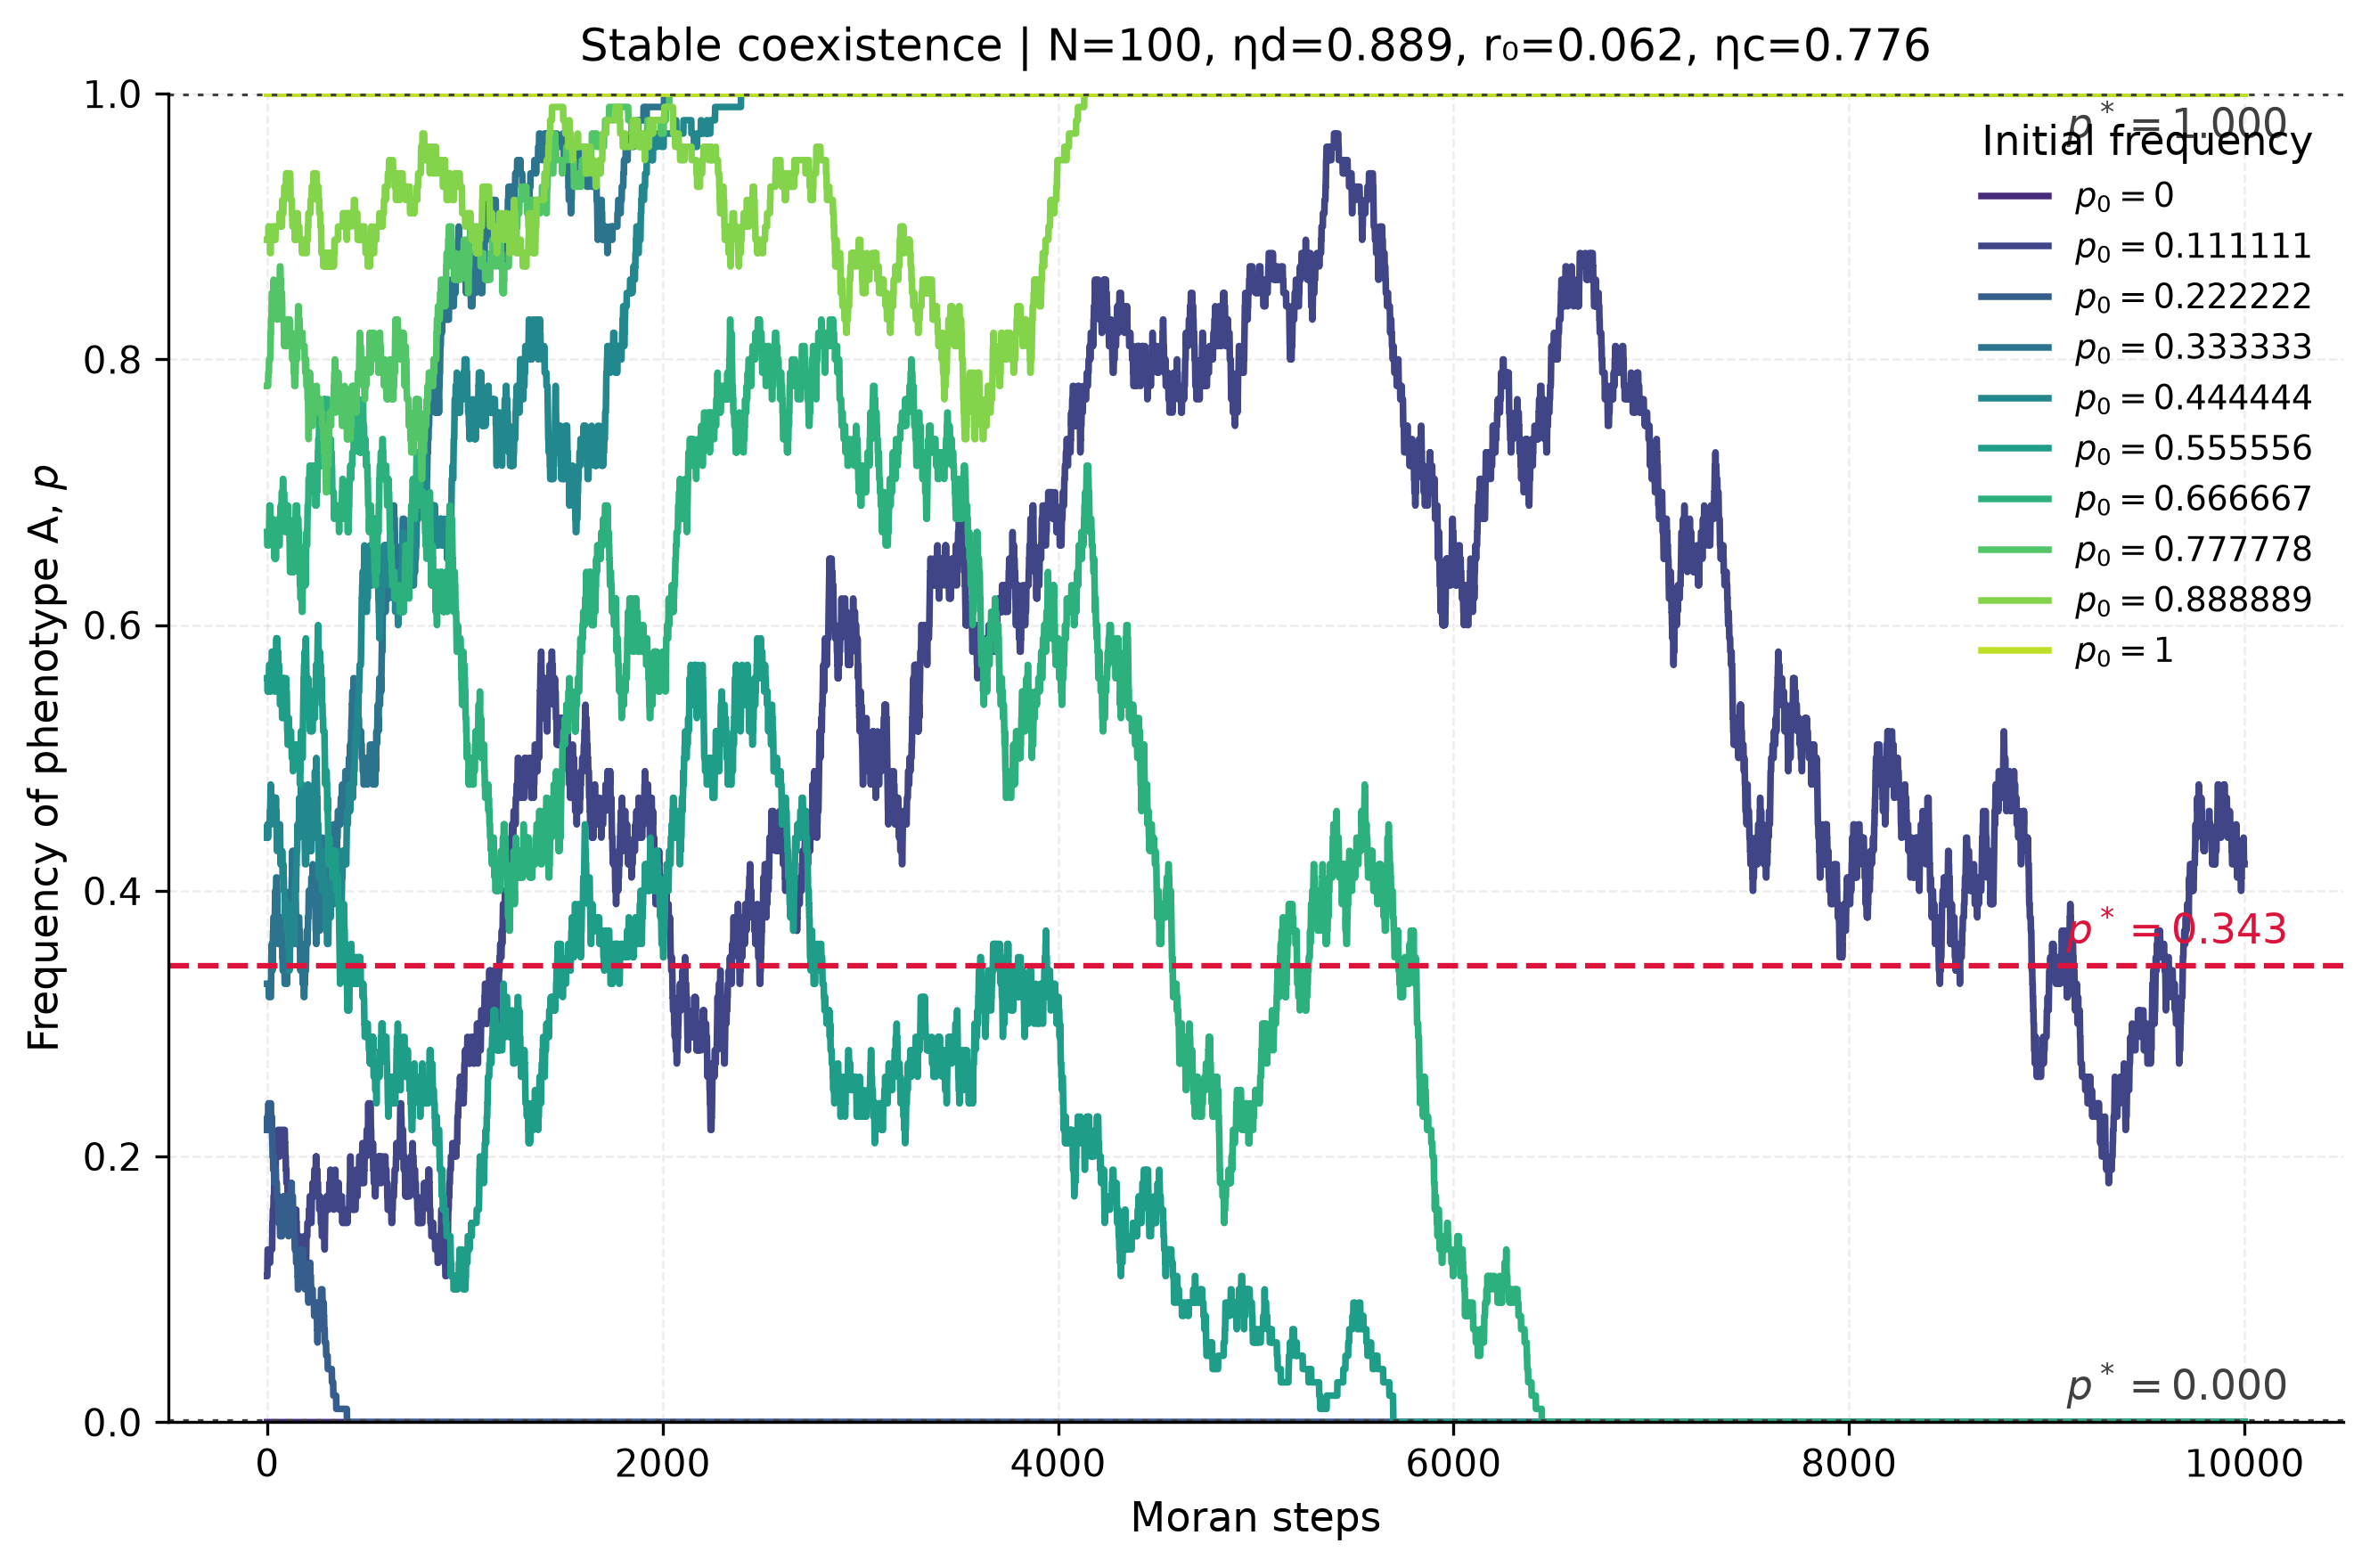 Stable coexistence | N=100, ηd=0.889, r₀=0.062, ηc=0.776
Frequency of phenotype A, p
1.0
0.8
0.6
0.4
0.2
0.0
p* = 1.000
Initial frequency
p₀ = 0
p₀ = 0.111111
p₀ = 0.222222
p₀ = 0.333333
p₀ = 0.444444
p₀ = 0.555556
p₀ = 0.666667
p₀ = 0.777778
p₀ = 0.888889
p₀ = 1
p* = 0.343
p* = 0.000
0 2000 4000 6000 8000 10000
Moran steps